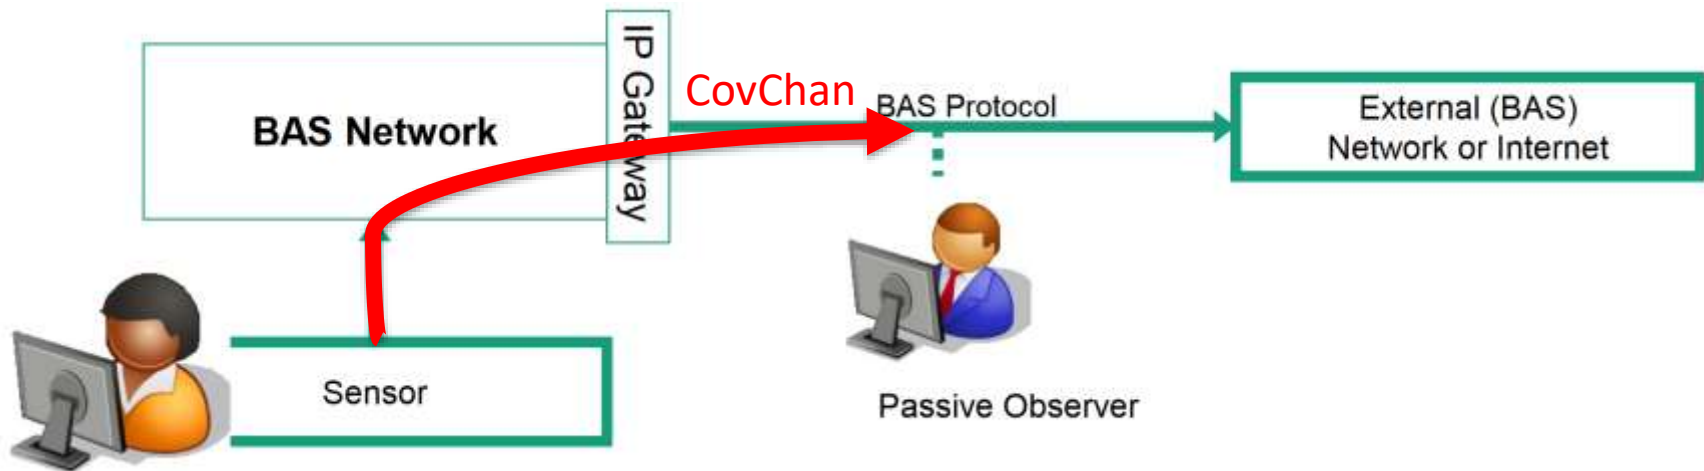 IP Gateway
CovChan
BAS Protocol
BAS Network
External (BAS)
Network or Internet
Sensor
Passive Observer